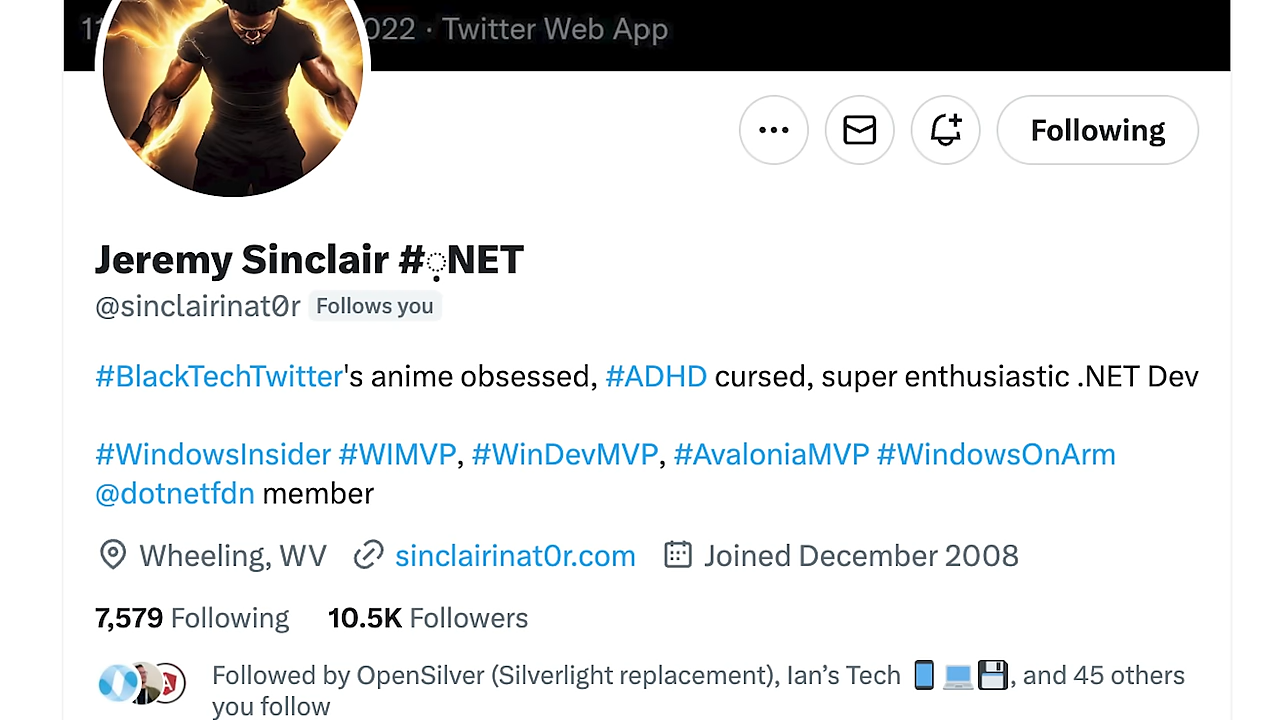 11
022 · Twitter Web App
Following
Jeremy Sinclair #़NET
@sinclairinat0r Follows you
#BlackTechTwitter's anime obsessed, #ADHD cursed, super enthusiastic .NET Dev
#WindowsInsider #WIMVP, #WinDevMVP, #AvaloniaMVP #WindowsOnArm
@dotnetfdn member
Wheeling, WV sinclairinat0r.com Joined December 2008
7,579 Following 10.5K Followers
Followed by OpenSilver (Silverlight replacement), Ian’s Tech 📱💻💾, and 45 others
you follow